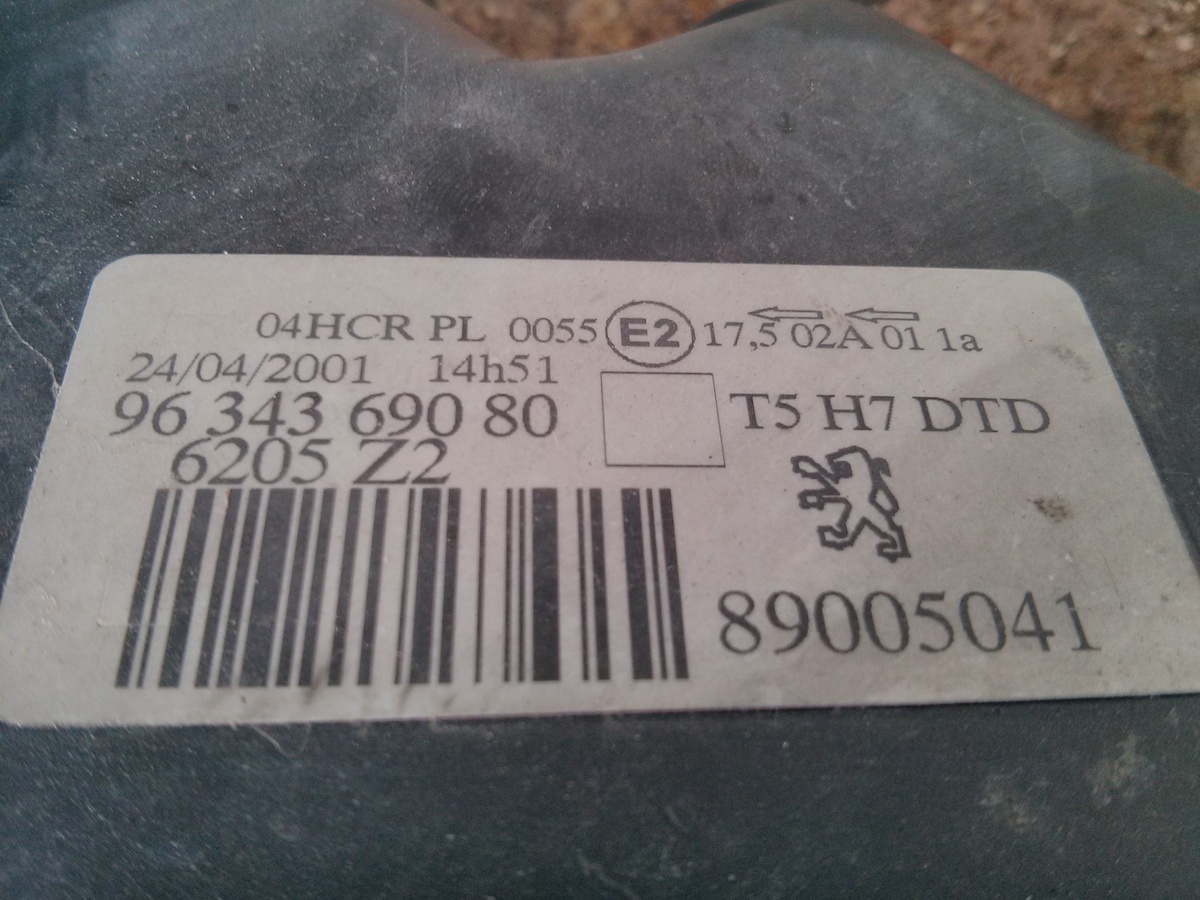 04HCR PL 0055 E2 17,5 02A 01 1a
24/04/2001 14h51
96 343 690 80
T5 H7 DTD
6205 Z2
89005041